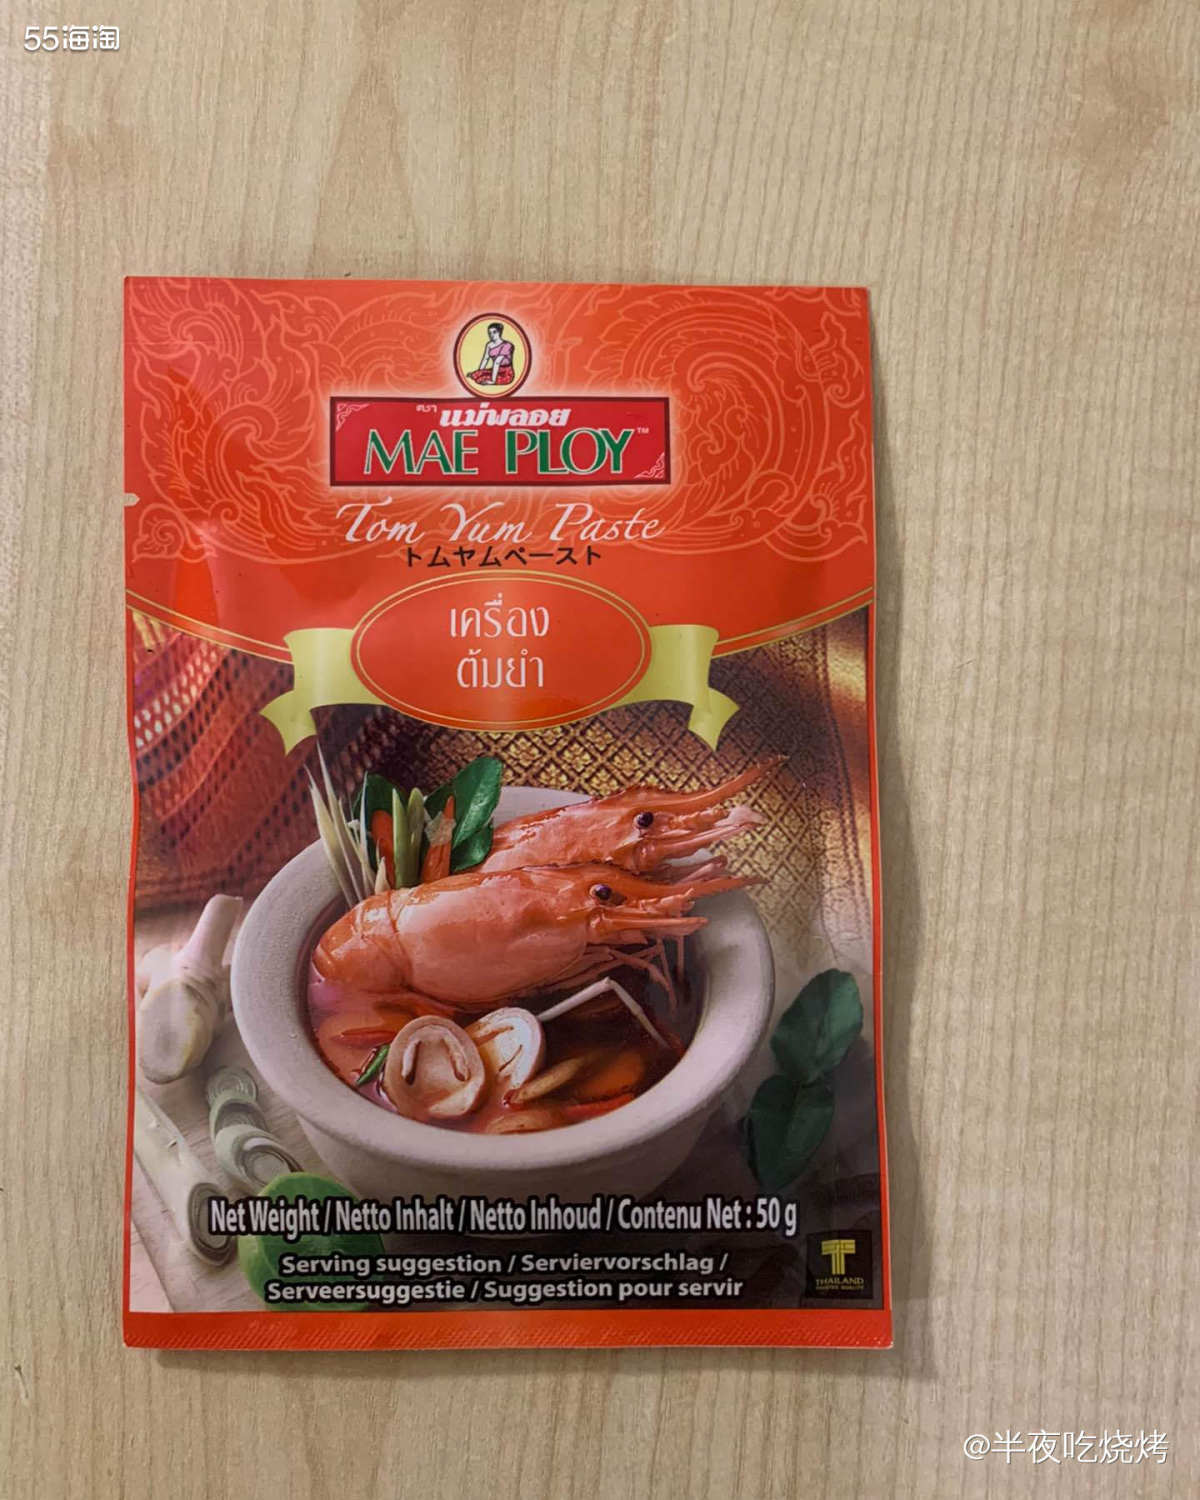 55海淘
ตรา แม่พลอย
MAE PLOY™
Tom Yum Paste
トムヤムペースト
เครื่อง
ต้มยำ
Net Weight / Netto Inhalt / Netto Inhoud / Contenu Net : 50 g
Serving suggestion / Serviervorschlag /
Serveersuggestie / Suggestion pour servir
THAILAND
@半夜吃烧烤